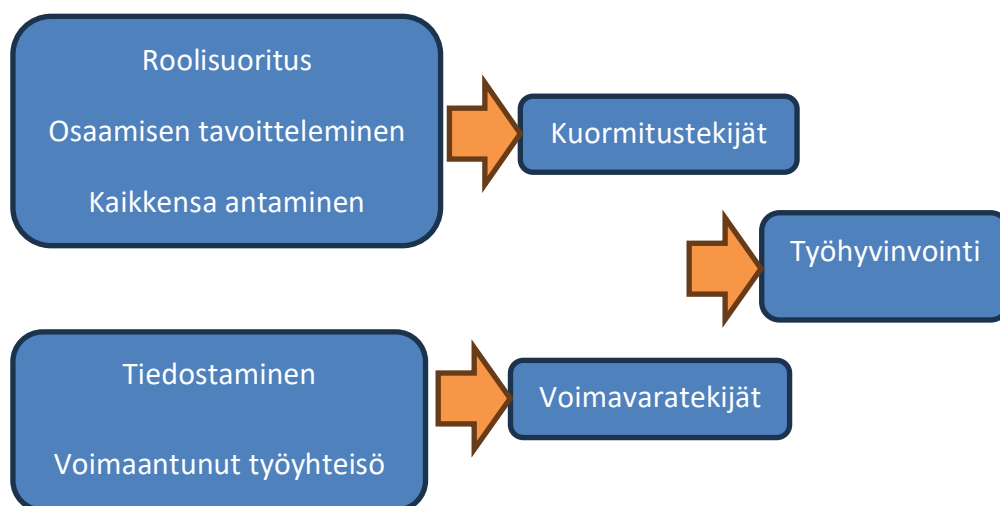 Roolisuoritus
Osaamisen tavoitteleminen
Kaikkensa antaminen
Kuormitustekijät
Työhyvinvointi
Tiedostaminen
Voimaantunut työyhteisö
Voimavaratekijät